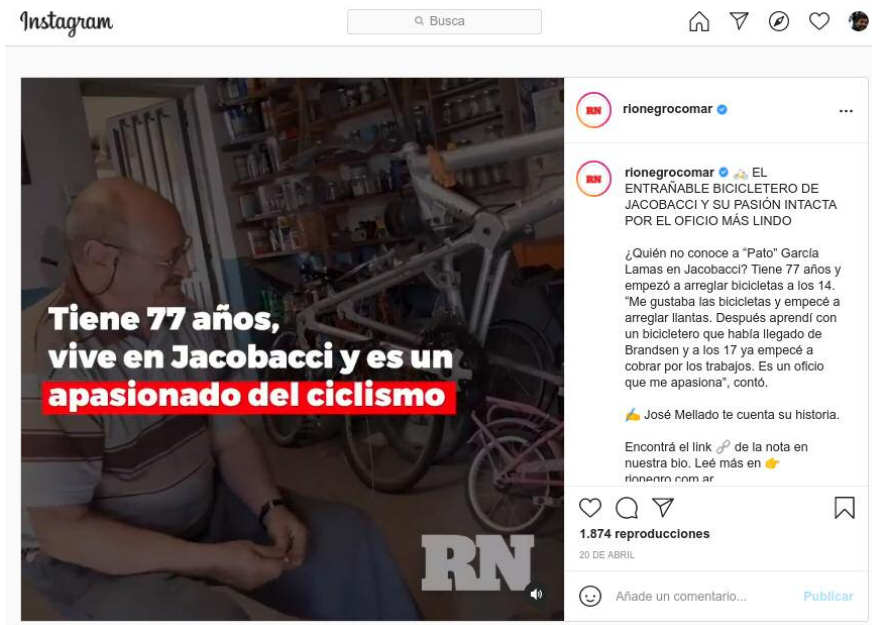 Instagram
Busca
Tiene 77 años,
vive en Jacobacci y es un
apasionado del ciclismo
RN
RN
rionegrocomar
...
RN
rionegrocomar EL
ENTRAÑABLE BICICLETERO DE
JACOBACCI Y SU PASIÓN INTACTA
POR EL OFICIO MÁS LINDO
¿Quién no conoce a "Pato" García
Lamas en Jacobacci? Tiene 77 años y
empezó a arreglar bicicletas a los 14.
"Me gustaba las bicicletas y empecé a
arreglar llantas. Después aprendí con
un bicicletero que había llegado de
Brandsen y a los 17 ya empecé a
cobrar por los trabajos. Es un oficio
que me apasiona", contó.
José Mellado te cuenta su historia.
Encontrá el link de la nota en
nuestra bio. Leé más en
rionegro.com.ar
1.874 reproducciones
20 DE ABRIL
Añade un comentario...
Publicar